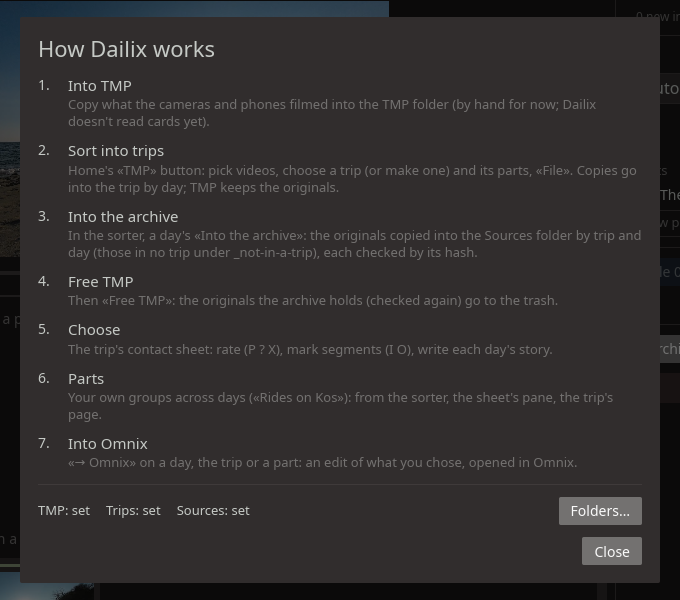 How Dailix works
1. Into TMP
Copy what the cameras and phones filmed into the TMP folder (by hand for now; Dailix
doesn't read cards yet).
2. Sort into trips
Home's «TMP» button: pick videos, choose a trip (or make one) and its parts, «File». Copies go
into the trip by day; TMP keeps the originals.
3. Into the archive
In the sorter, a day's «Into the archive»: the originals copied into the Sources folder by trip and
day (those in no trip under _not-in-a-trip), each checked by its hash.
4. Free TMP
Then «Free TMP»: the originals the archive holds (checked again) go to the trash.
5. Choose
The trip's contact sheet: rate (P ? X), mark segments (I O), write each day's story.
6. Parts
Your own groups across days («Rides on Kos»): from the sorter, the sheet's pane, the trip's
page.
7. Into Omnix
«→ Omnix» on a day, the trip or a part: an edit of what you chose, opened in Omnix.
TMP: set Trips: set Sources: set
Folders...
Close